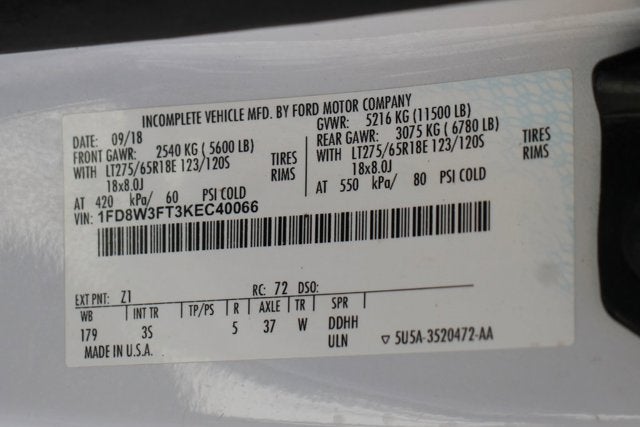 INCOMPLETE VEHICLE MFD. BY FORD MOTOR COMPANY
DATE: 09/18 GVWR: 5216 KG (11500 LB)
FRONT GAWR: 2540 KG ( 5600 LB) REAR GAWR: 3075 KG ( 6780 LB)
WITH LT275/65R18E 123/120S TIRES WITH LT275/65R18E 123/120S TIRES
18x8.0J RIMS 18x8.0J RIMS
AT 420 kPa/ 60 PSI COLD AT 550 kPa/ 80 PSI COLD
VIN: 1FD8W3FT3KEC40066
EXT PNT: Z1 RC: 72 DSO:
WB INT TR TP/PS R AXLE TR SPR
179 3S 5 37 W DDHH
MADE IN U.S.A. ULN ▽ 5U5A-3520472-AA